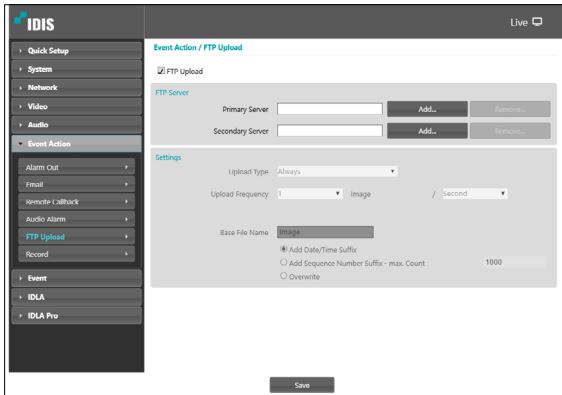 IDIS
Live
Quick Setup
System
Network
Video
Audio
Event Action
Alarm Out
Email
Remote Callback
Audio Alarm
FTP Upload
Record
Event
IDLA
IDLA Pro
Event Action / FTP Upload
FTP Upload
FTP Server
Primary Server Add... Remove...
Secondary Server Add... Remove...
Settings
Upload Type Always
Upload Frequency 1 Image / Second
Base File Name Image
Add Date/Time Suffix
Add Sequence Number Suffix - max. Count 1000
Overwrite
Save